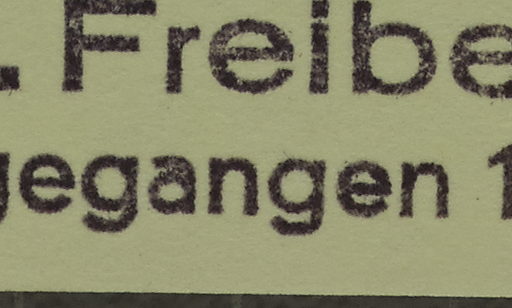 . Freibe
gegangen 1